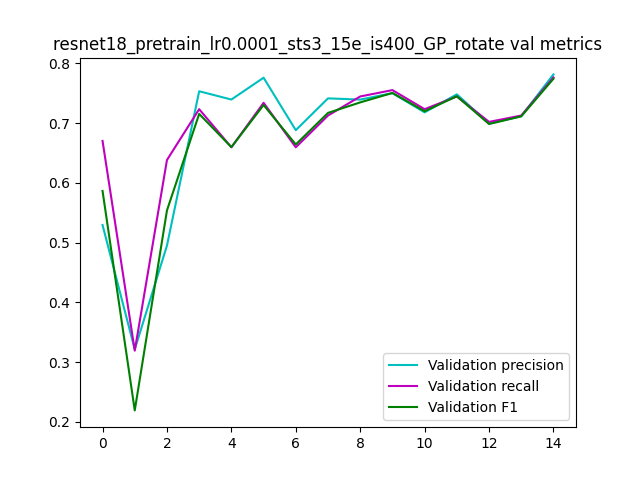 resnet18_pretrain_lr0.0001_sts3_15e_is400_GP_rotate val metrics
0.8
0.7
0.6
0.5
0.4
0.3
0.2
Validation precision
Validation recall
Validation F1
0 2 4 6 8 10 12 14